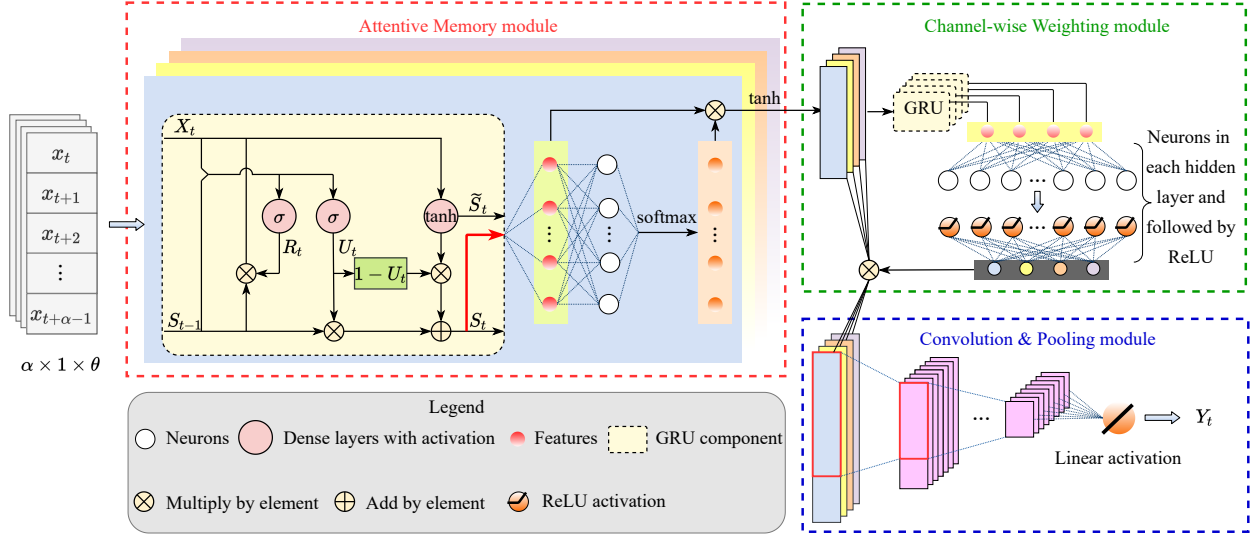 Attentive Memory module
Channel-wise Weighting module
x_t
x_{t+1}
x_{t+2}
⋮
x_{t+α−1}
α × 1 × θ
X_t
σ
σ
tanh
S̃_t
R_t
U_t
1 − U_t
S_{t−1}
S_t
softmax
tanh
GRU
Neurons in
each hidden
layer and
followed by
ReLU
Convolution & Pooling module
Linear activation
Y_t
Legend
Neurons
Dense layers with activation
Features
GRU component
Multiply by element
Add by element
ReLU activation